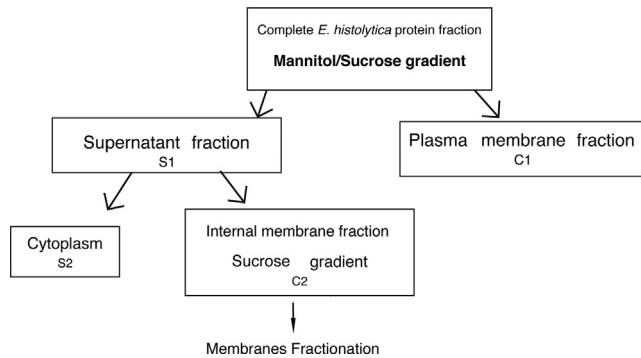 Complete E. histolytica protein fraction
Mannitol/Sucrose gradient
Supernatant fraction
S1
Plasma membrane fraction
C1
Cytoplasm
S2
Internal membrane fraction
Sucrose gradient
C2
Membranes Fractionation